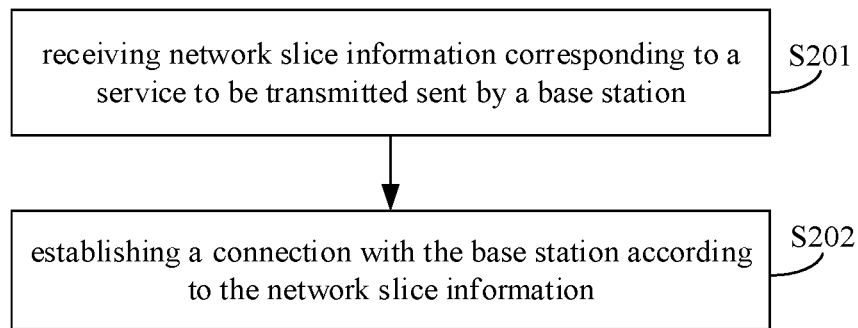 receiving network slice information corresponding to a
service to be transmitted sent by a base station
S201
establishing a connection with the base station according
to the network slice information
S202